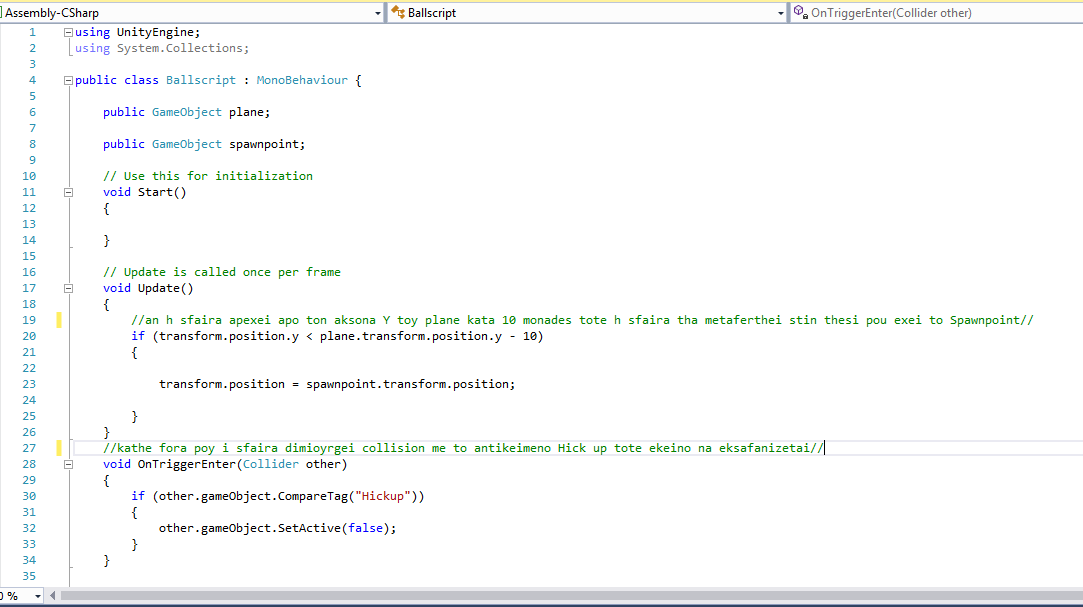 Assembly-CSharp Ballscript OnTriggerEnter(Collider other)
1 using UnityEngine;
2 using System.Collections;
3
4 public class Ballscript : MonoBehaviour {
5
6 public GameObject plane;
7
8 public GameObject spawnpoint;
9
10 // Use this for initialization
11 void Start()
12 {
13
14 }
15
16 // Update is called once per frame
17 void Update()
18 {
19 //an h sfaira apexei apo ton aksona Y toy plane kata 10 monades tote h sfaira tha metaferthei stin thesi pou exei to Spawnpoint//
20 if (transform.position.y < plane.transform.position.y - 10)
21 {
22
23 transform.position = spawnpoint.transform.position;
24
25 }
26 }
27 //kathe fora poy i sfaira dimioyrgei collision me to antikeimeno Hick up tote ekeino na eksafanizetai//
28 void OnTriggerEnter(Collider other)
29 {
30 if (other.gameObject.CompareTag("Hickup"))
31 {
32 other.gameObject.SetActive(false);
33 }
34 }
35
0 %